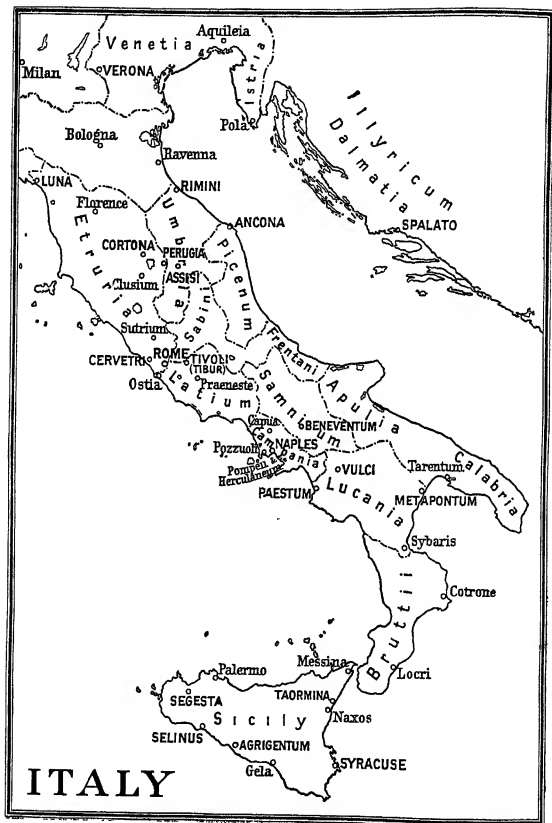 Aquileia
Venetia
Istria
Milan
VERONA
Pola
Illyricum
Dalmatia
Bologna
Ravenna
LUNA
RIMINI
Florence
Umbria
ANCONA
SPALATO
Etruria
CORTONA
PERUGIA
Picenum
ASSISI
Clusium
Sabini
Sutrium
Frentani
CERVETRI
ROME
TIVOLI
(TIBUR)
Ostia
Praeneste
Latium
Samnium
Apulia
Capua
BENEVENTUM
Campania
Pozzuoli
NAPLES
Pompeii &
Herculaneum
VULCI
Tarentum
Calabria
PAESTUM
Lucania
METAPONTUM
Sybaris
Bruttii
Cotrone
Messina
Locri
Palermo
SEGESTA
TAORMINA
Sicily
Naxos
SELINUS
AGRIGENTUM
Gela
SYRACUSE
ITALY